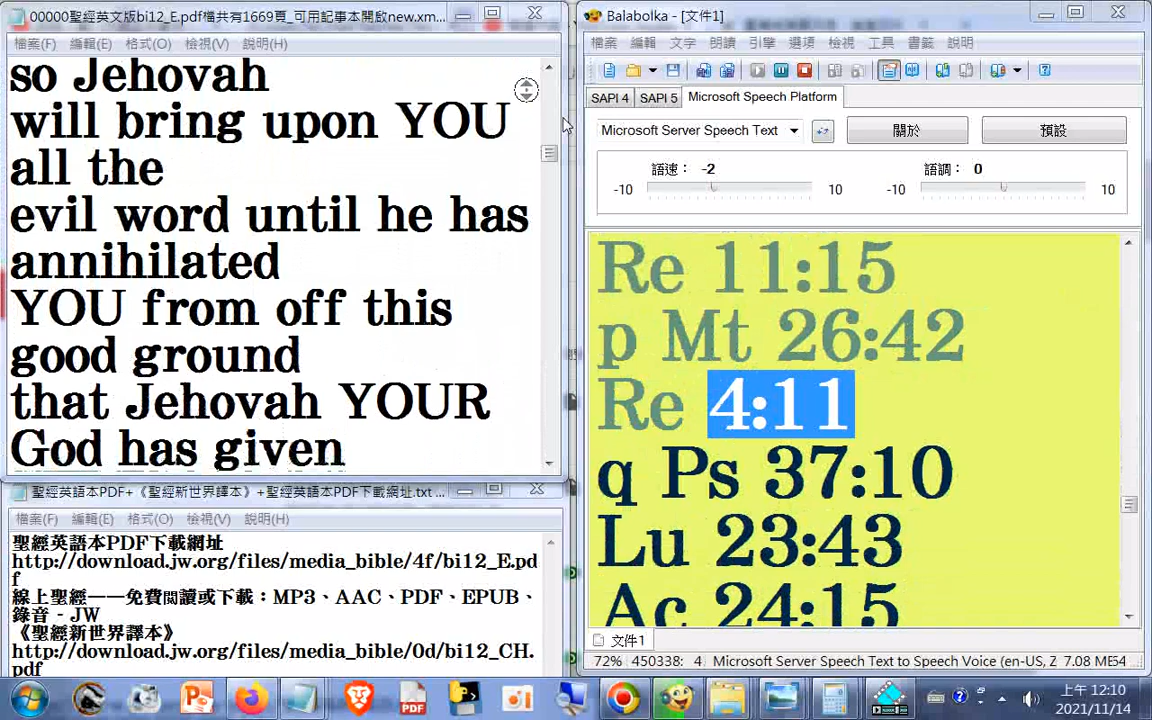 00000聖經英文版bi12_E.pdf檔共有1669頁_可用記事本開啟new.xm...
檔案(F) 編輯(E) 格式(O) 檢視(V) 說明(H)
so Jehovah
will bring upon YOU
all the
evil word until he has
annihilated
YOU from off this
good ground
that Jehovah YOUR
God has given
聖經英語本PDF+《聖經新世界譯本》+聖經英語本PDF下載網址.txt ...
檔案(F) 編輯(E) 格式(O) 檢視(V) 說明(H)
聖經英語本PDF下載網址
http://download.jw.org/files/media_bible/4f/bi12_E.pd
f
線上聖經——免費閱讀或下載：MP3、AAC、PDF、EPUB、
錄音 - JW
《聖經新世界譯本》
http://download.jw.org/files/media_bible/0d/bi12_CH.
pdf
Balabolka - [文件1]
檔案 編輯 文字 朗讀 引擎 選項 檢視 工具 書籤 說明
SAPI 4 SAPI 5 Microsoft Speech Platform
Microsoft Server Speech Text 關於 預設
語速： -2 語調： 0
-10 10 -10 10
Re 11:15
p Mt 26:42
Re 4:11
q Ps 37:10
Lu 23:43
Ac 24:15
文件1
72% 450338: 4 Microsoft Server Speech Text to Speech Voice (en-US, Z 7.08 ME54
PDF
上午 12:10
2021/11/14